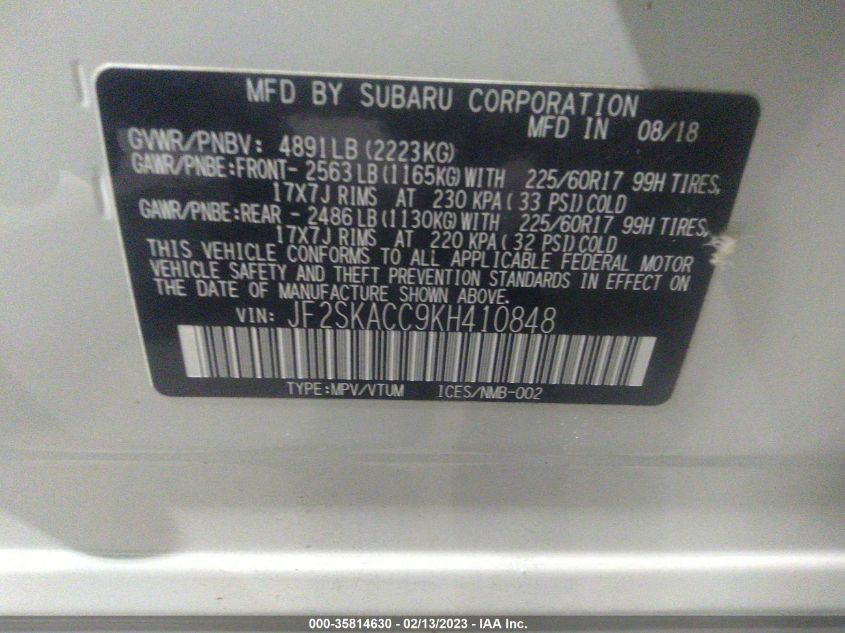 MFD BY SUBARU CORPORATION
MFD IN 08/18
GVWR/PNBV: 4891LB(2223KG)
GAWR/PNBE:FRONT- 2563LB(1165KG)WITH 225/60R17 99H TIRES,
17X7J RIMS AT 230 KPA( 33 PSI)COLD
GAWR/PNBE:REAR - 2486LB(1130KG)WITH 225/60R17 99H TIRES,
17X7J RIMS AT 220 KPA( 32 PSI)COLD
THIS VEHICLE CONFORMS TO ALL APPLICABLE FEDERAL MOTOR
VEHICLE SAFETY AND THEFT PREVENTION STANDARDS IN EFFECT ON
THE DATE OF MANUFACTURE SHOWN ABOVE.
VIN: JF2SKACC9KH410848
TYPE:MPV/VTUM ICES/NMB-002
000-35814630 - 02/13/2023 - IAA Inc.